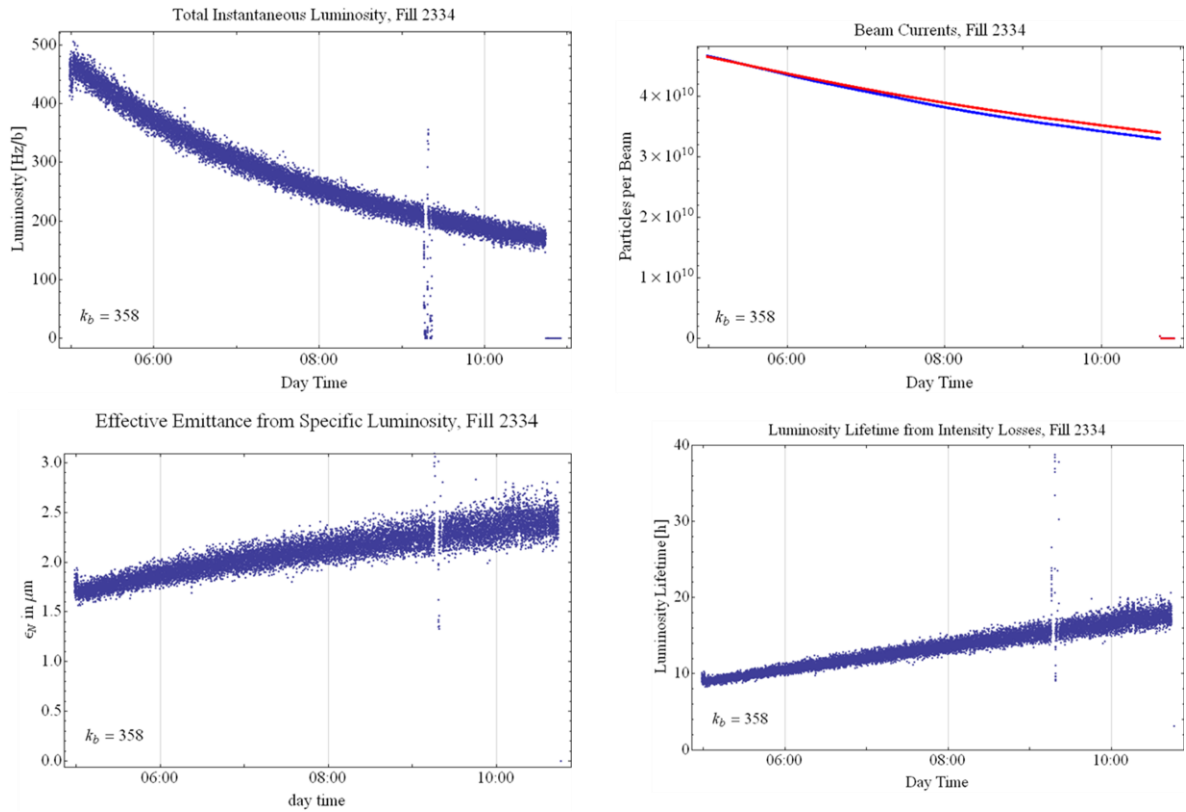 Total Instantaneous Luminosity, Fill 2334
Luminosity[Hz/b]
500
400
300
200
100
0
k_b = 358
06:00 08:00 10:00
Day Time
Beam Currents, Fill 2334
Particles per Beam
4×10^10
3×10^10
2×10^10
1×10^10
0
k_b = 358
06:00 08:00 10:00
Day Time
Effective Emittance from Specific Luminosity, Fill 2334
ϵ_N in μm
3.0
2.5
2.0
1.5
1.0
0.5
0.0
k_b = 358
06:00 08:00 10:00
day time
Luminosity Lifetime from Intensity Losses, Fill 2334
Luminosity Lifetime[h]
40
30
20
10
0
k_b = 358
06:00 08:00 10:00
Day Time